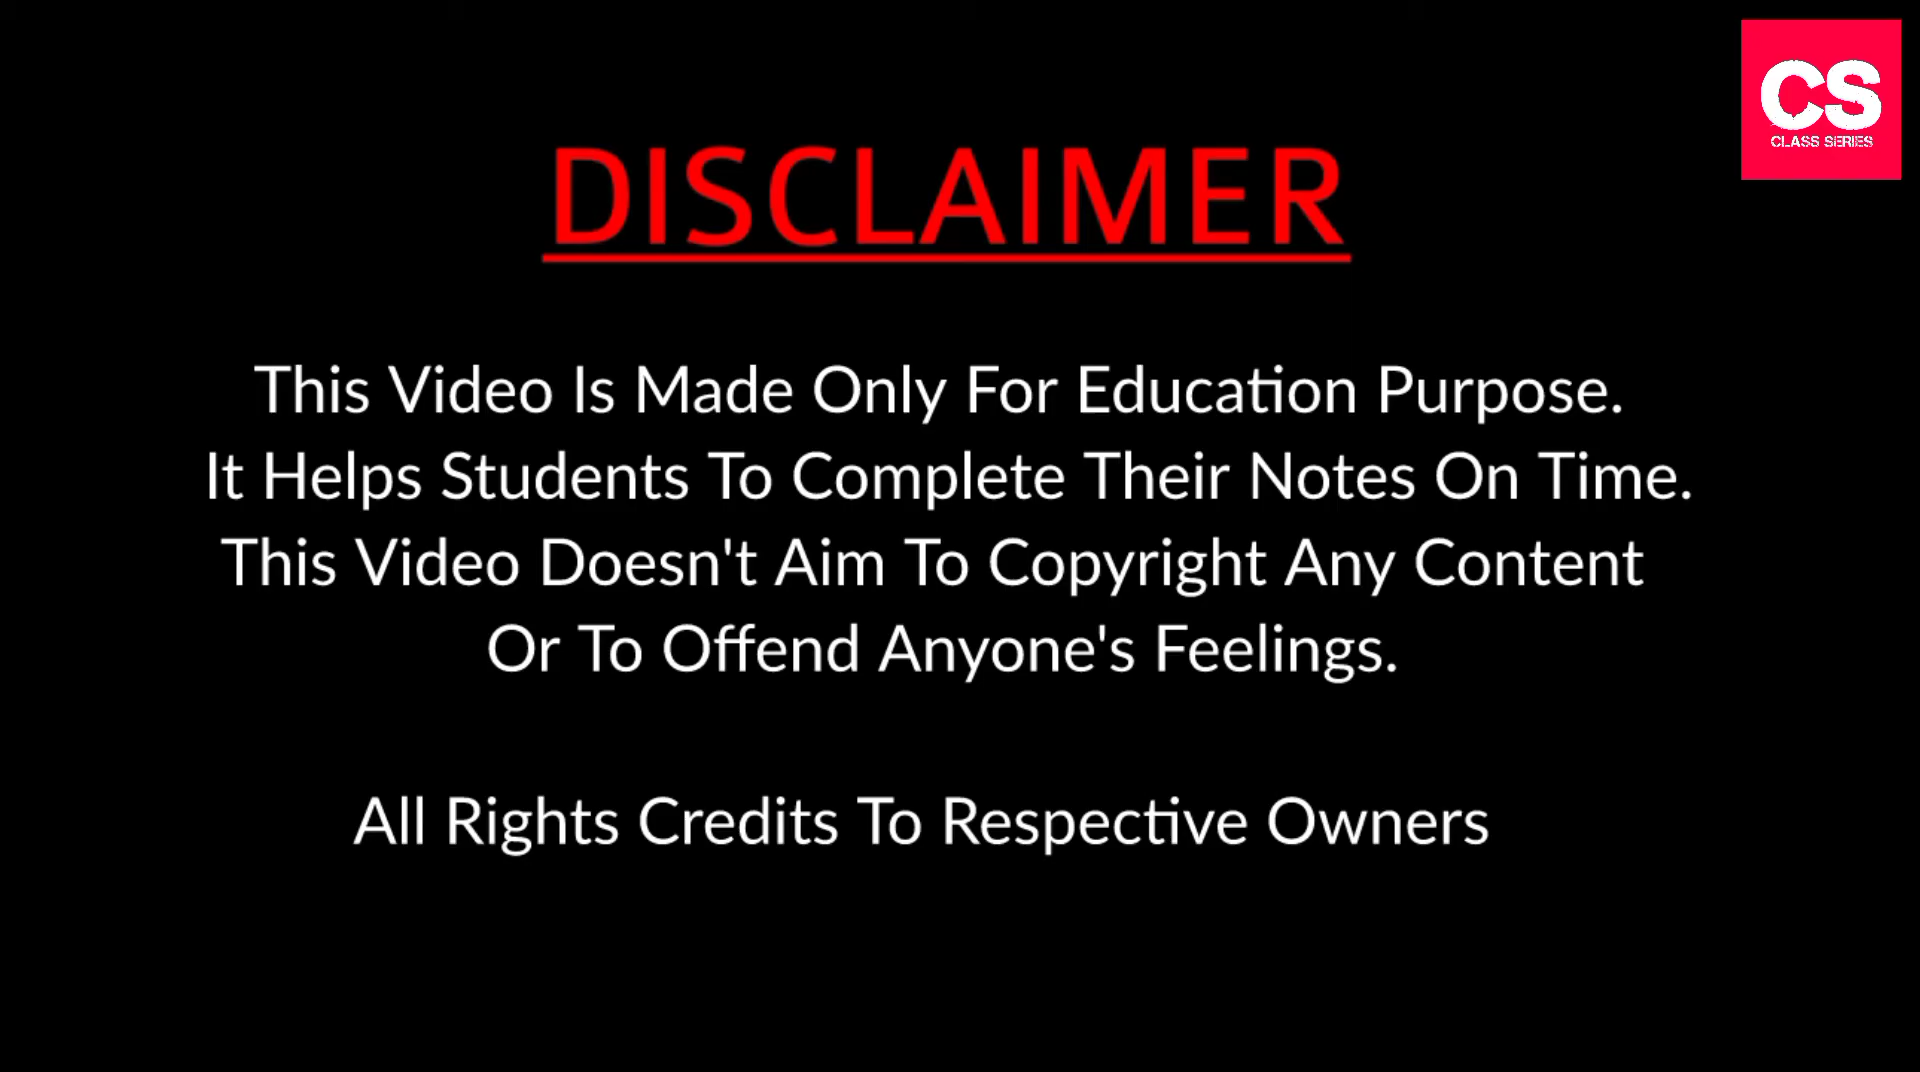 CS
CLASS SERIES
DISCLAIMER
This Video Is Made Only For Education Purpose.
It Helps Students To Complete Their Notes On Time.
This Video Doesn't Aim To Copyright Any Content
Or To Offend Anyone's Feelings.
All Rights Credits To Respective Owners